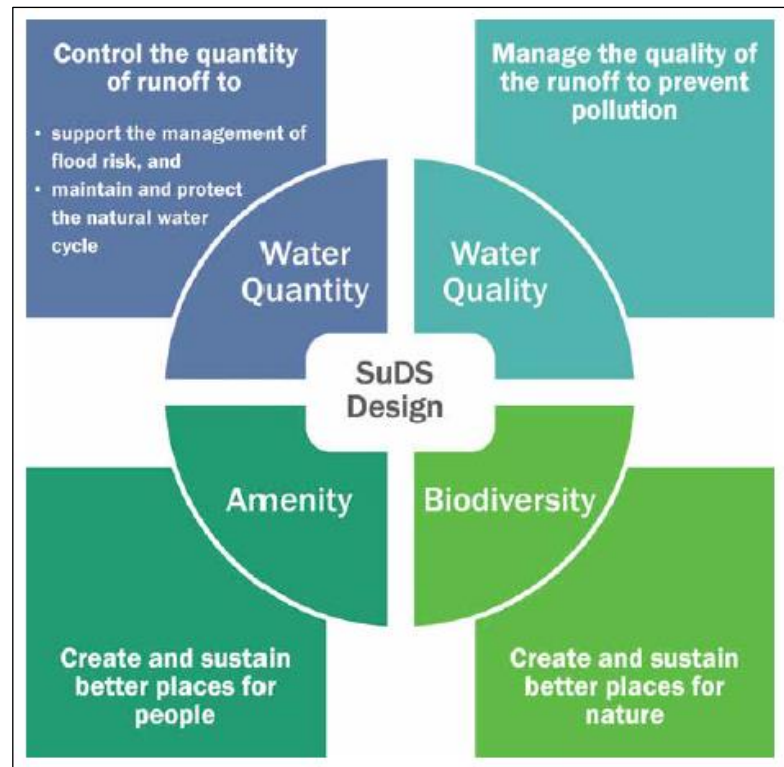 Control the quantity
of runoff to
• support the management of
flood risk, and
• maintain and protect
the natural water
cycle
Manage the quality of
the runoff to prevent
pollution
Water
Quantity
Water
Quality
SuDS
Design
Amenity
Biodiversity
Create and sustain
better places for
people
Create and sustain
better places for
nature